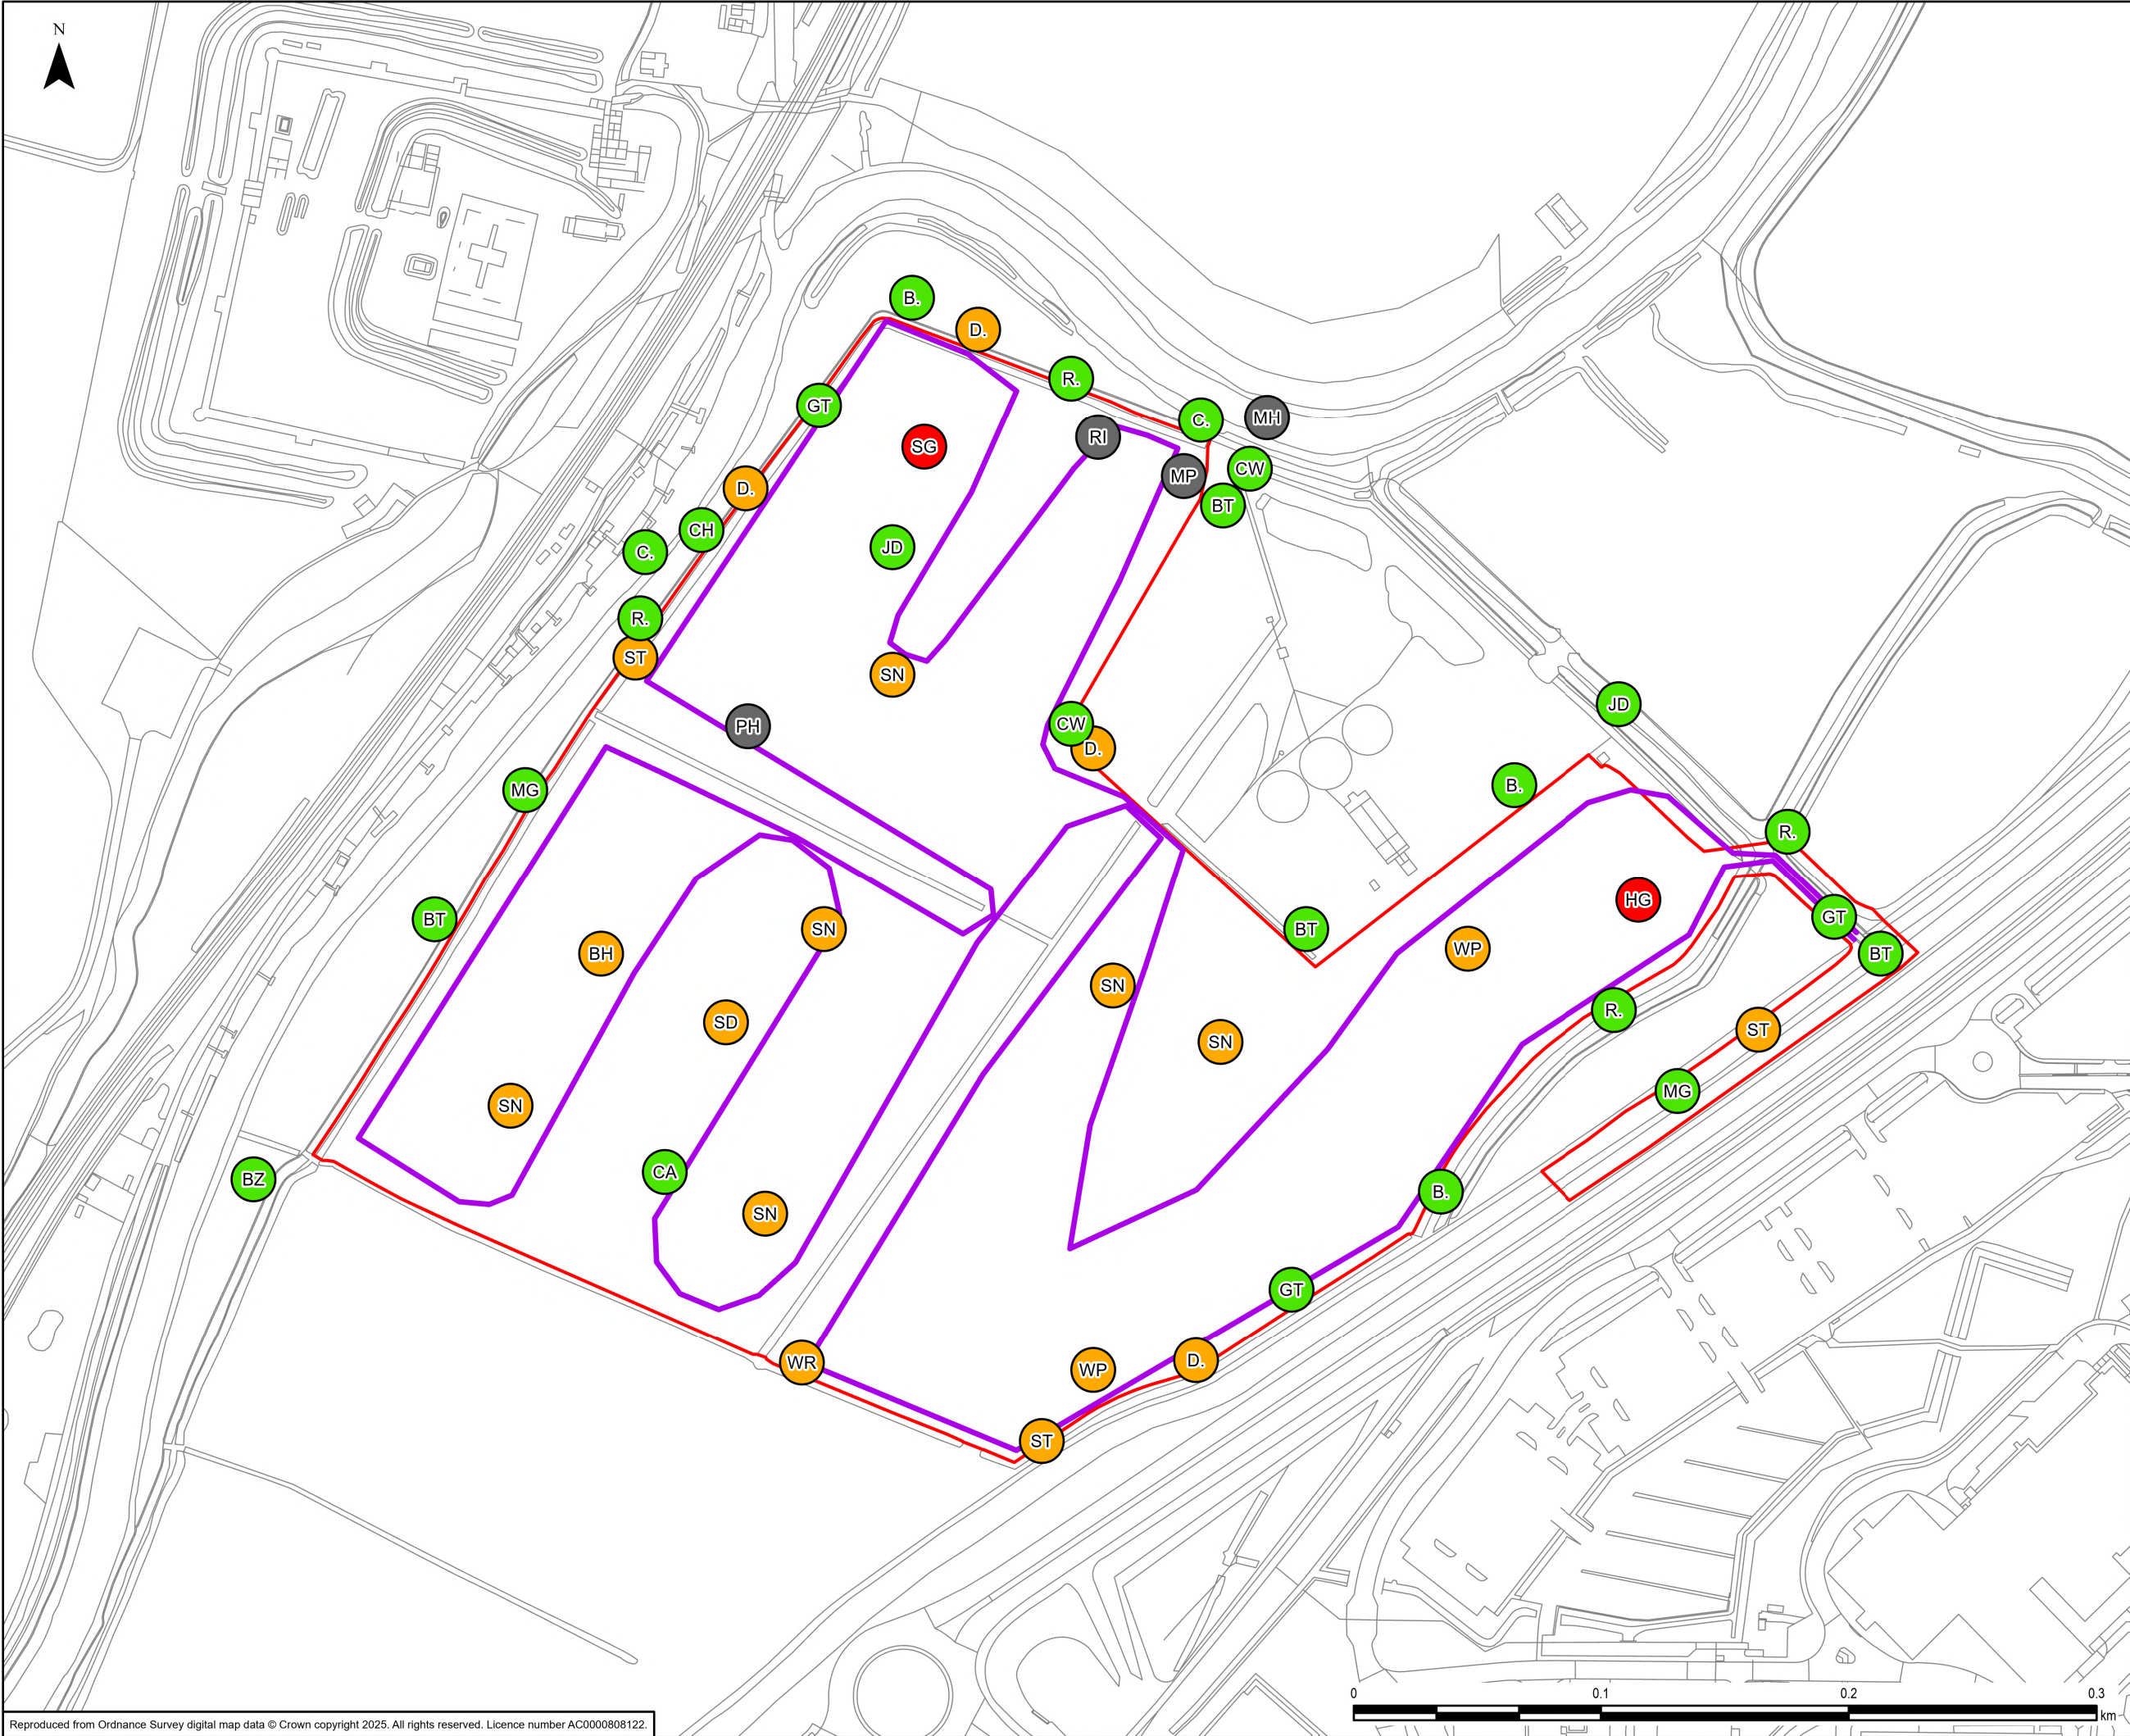 N
B.
D.
R.
GT
C.
MH
RI
SG
CW
MP
D.
BT
CH
JD
C.
R.
ST
SN
JD
PH
CW
D.
B.
MG
R.
HG
GT
BT
SN
BT
WP
BH
BT
SN
R.
SD
ST
SN
MG
SN
CA
BZ
B.
SN
GT
D.
WR
WP
ST
0 0.1 0.2 0.3
km
Reproduced from Ordnance Survey digital map data © Crown copyright 2025. All rights reserved. Licence number AC0000808122.